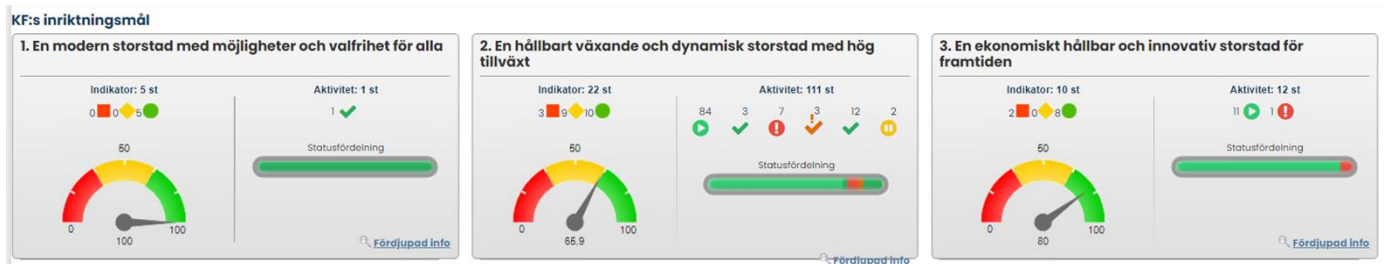 KF:s inriktningsmål
1. En modern storstad med möjligheter och valfrihet för alla
Indikator: 5 st
0 0 5
50
0 100
100
Aktivitet: 1 st
1
Statusfördelning
Fördjupad info
2. En hållbart växande och dynamisk storstad med hög
tillväxt
Indikator: 22 st
3 9 10
50
0 100
65,9
Aktivitet: 111 st
84 3 7 3 12 2
Statusfördelning
Fördjupad info
3. En ekonomiskt hållbar och innovativ storstad för
framtiden
Indikator: 10 st
2 0 8
50
0 100
80
Aktivitet: 12 st
11 1
Statusfördelning
Fördjupad info